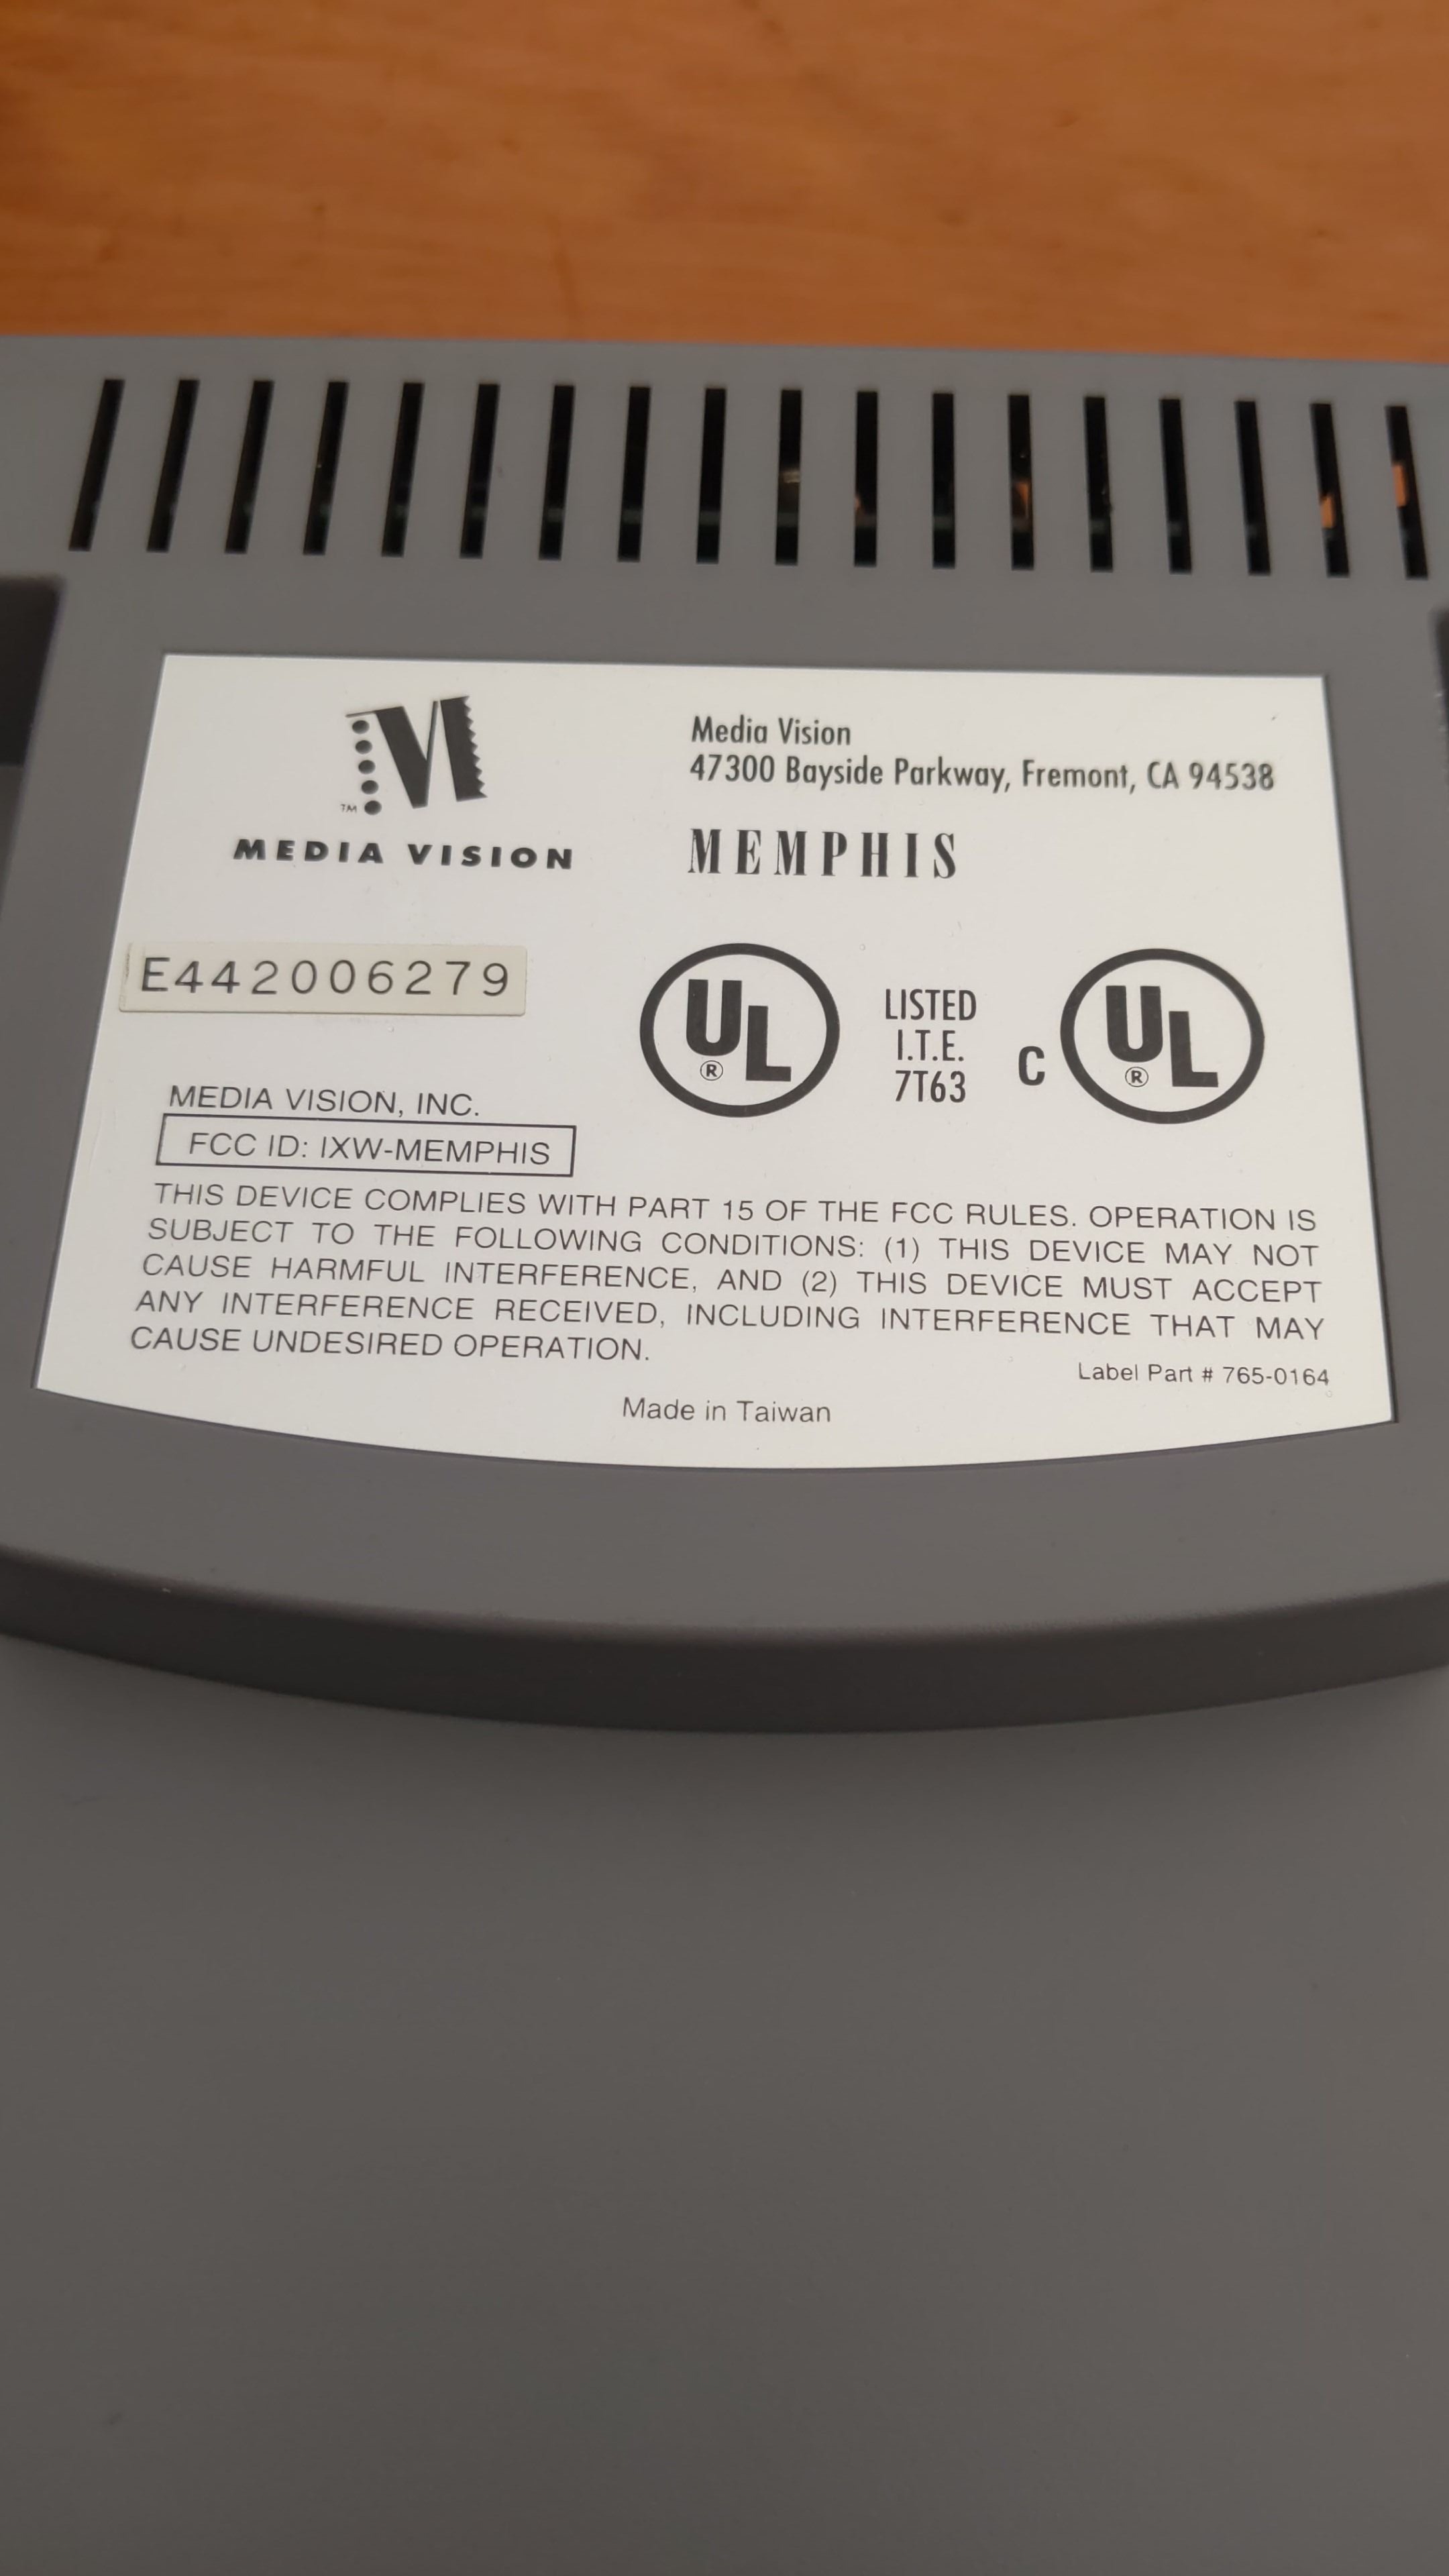 TM
MEDIA VISION
Media Vision
47300 Bayside Parkway, Fremont, CA 94538
MEMPHIS
E442006279
UL
®
LISTED
I.T.E.
7T63
C
UL
®
MEDIA VISION, INC.
FCC ID: IXW-MEMPHIS
THIS DEVICE COMPLIES WITH PART 15 OF THE FCC RULES. OPERATION IS
SUBJECT TO THE FOLLOWING CONDITIONS: (1) THIS DEVICE MAY NOT
CAUSE HARMFUL INTERFERENCE, AND (2) THIS DEVICE MUST ACCEPT
ANY INTERFERENCE RECEIVED, INCLUDING INTERFERENCE THAT MAY
CAUSE UNDESIRED OPERATION.
Label Part # 765-0164
Made in Taiwan